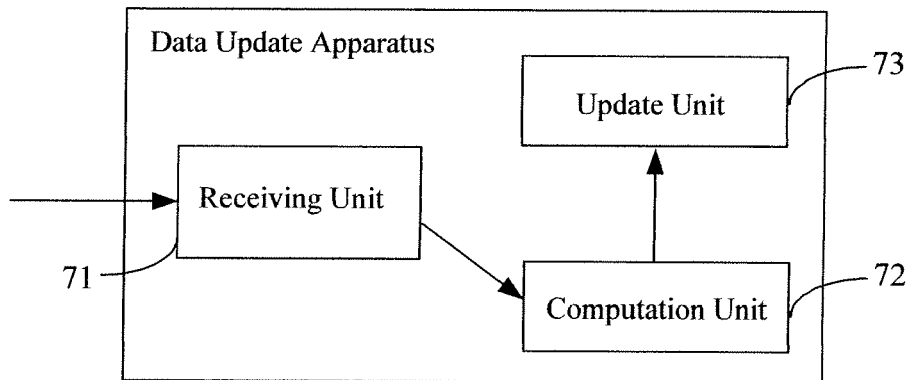 Data Update Apparatus
73
Update Unit
Receiving Unit
71
72
Computation Unit